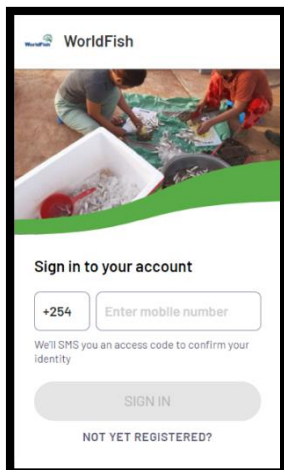 WorldFish WorldFish
Sign in to your account
+254 Enter mobile number
We'll SMS you an access code to confirm your
identity
SIGN IN
NOT YET REGISTERED?